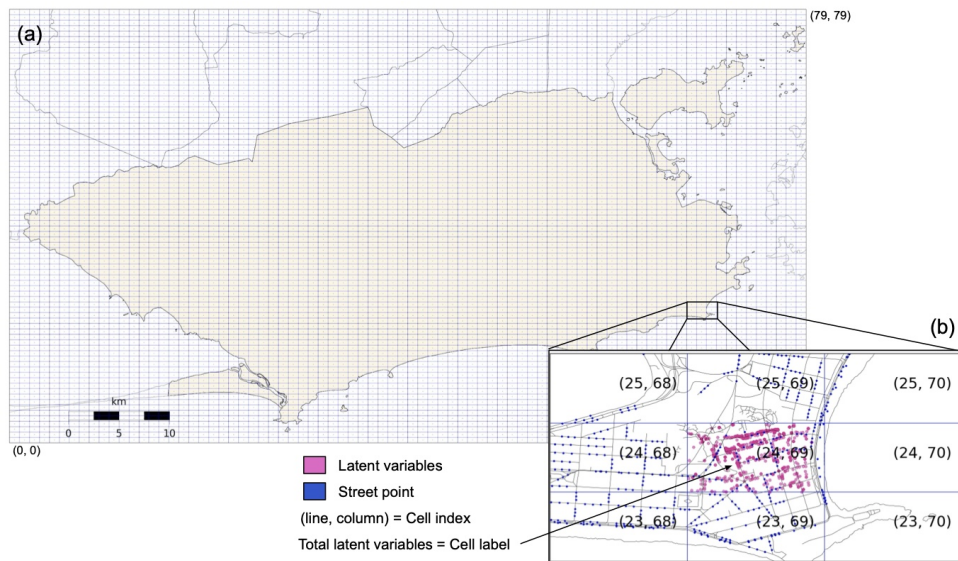 (a)
(79, 79)
km
0 5 10
(0, 0)
(b)
(25, 68) (25, 69) (25, 70)
(24, 68) (24, 69) (24, 70)
(23, 68) (23, 69) (23, 70)
Latent variables
Street point
(line, column) = Cell index
Total latent variables = Cell label